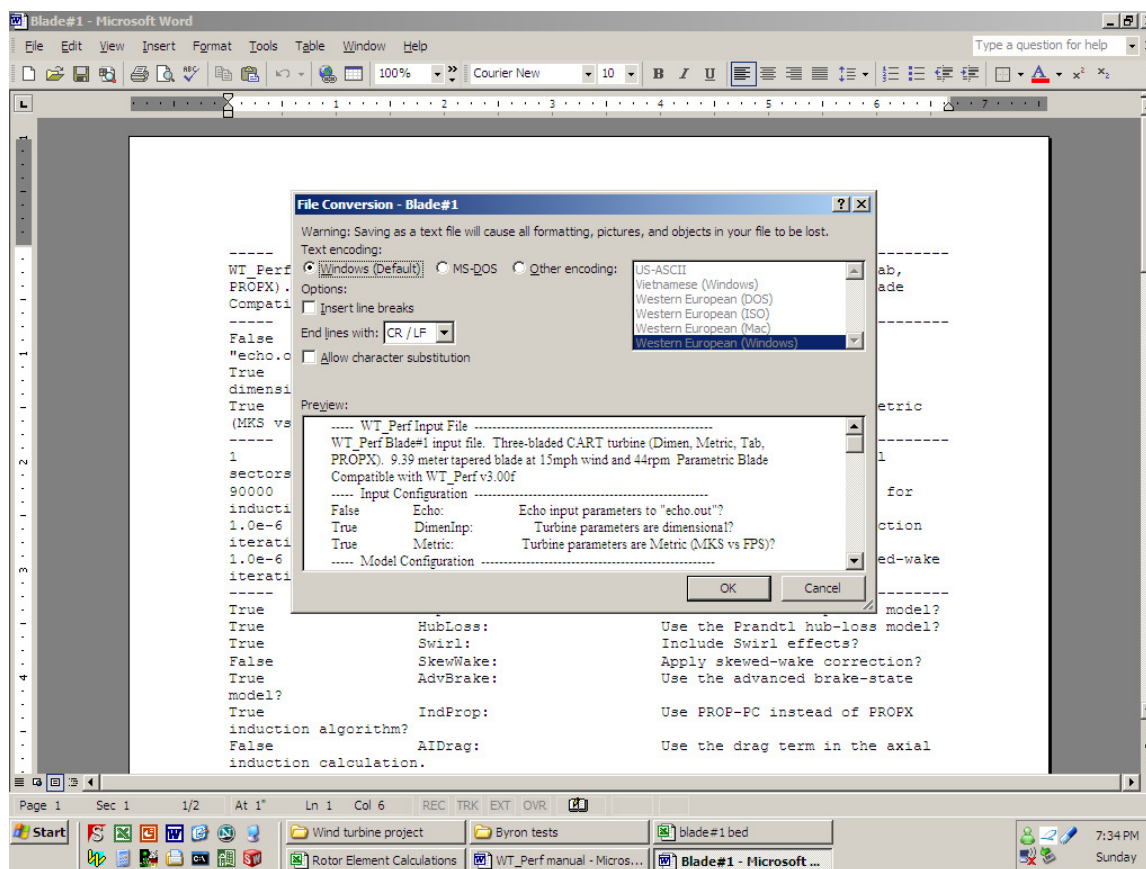 Blade#1 - Microsoft Word
File Edit View Insert Format Tools Table Window Help Type a question for help
100% Courier New 10 B I U
1 2 3 4 5 6 7
File Conversion - Blade#1
Warning: Saving as a text file will cause all formatting, pictures, and objects in your file to be lost.
Text encoding:
Windows (Default) MS-DOS Other encoding:
US-ASCII
Vietnamese (Windows)
Western European (DOS)
Western European (ISO)
Western European (Mac)
Western European (Windows)
Options:
Insert line breaks
End lines with: CR / LF
Allow character substitution
Preview:
----- WT_Perf Input File -----------------------------------------------------
WT_Perf Blade#1 input file. Three-bladed CART turbine (Dimen, Metric, Tab,
PROPX). 9.39 meter tapered blade at 15mph wind and 44rpm Parametric Blade
Compatible with WT_Perf v3.00f
----- Input Configuration ----------------------------------------------------
False Echo: Echo input parameters to "echo.out"?
True DimenInp: Turbine parameters are dimensional?
True Metric: Turbine parameters are Metric (MKS vs FPS)?
----- Model Configuration ----------------------------------------------------
OK Cancel
WT_Perf ab,
PROPX). ade
Compati
False
"echo.o
True
dimensi
True etric
(MKS vs
1 l
sectors
90000 for
inducti
1.0e-6 ction
iterati
1.0e-6 ed-wake
iterati
True model?
True HubLoss: Use the Prandtl hub-loss model?
True Swirl: Include Swirl effects?
False SkewWake: Apply skewed-wake correction?
True AdvBrake: Use the advanced brake-state
model?
True IndProp: Use PROP-PC instead of PROPX
induction algorithm?
False AIDrag: Use the drag term in the axial
induction calculation.
Page 1 Sec 1 1/2 At 1" Ln 1 Col 6 REC TRK EXT OVR
Start Wind turbine project Byron tests blade#1 bed 7:34 PM
Rotor Element Calculations WT_Perf manual - Micros... Blade#1 - Microsoft ... Sunday